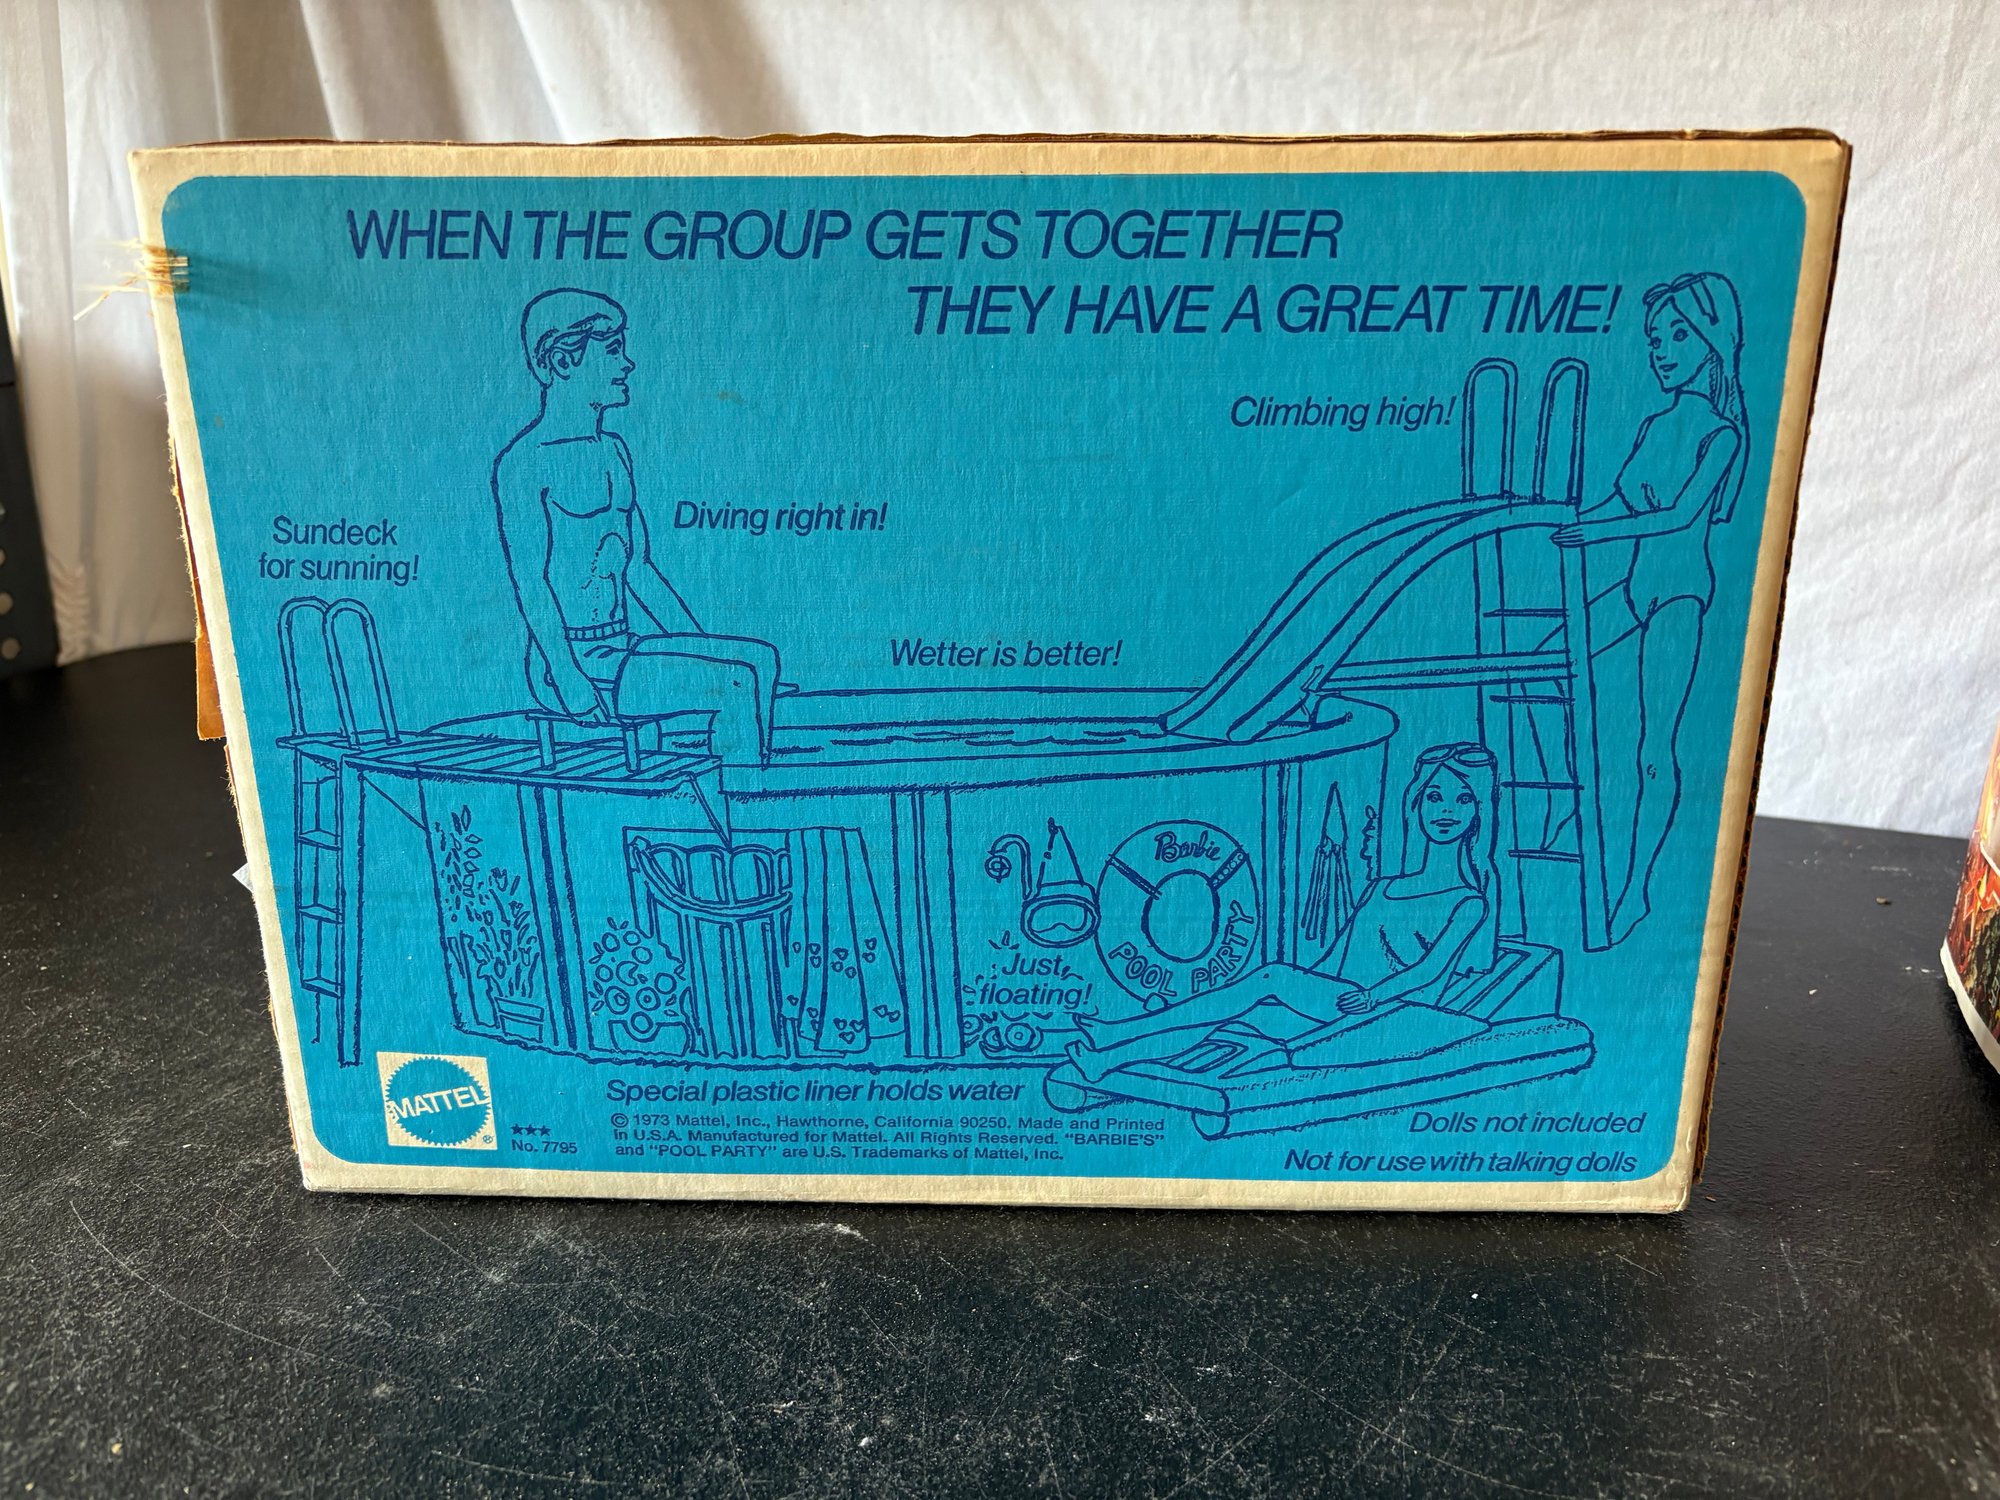 WHEN THE GROUP GETS TOGETHER
THEY HAVE A GREAT TIME!
Climbing high!
Diving right in!
Sundeck
for sunning!
Wetter is better!
Barbie
POOL PARTY
Just
floating!
MATTEL
®
★★★
No. 7795
Special plastic liner holds water
© 1973 Mattel, Inc., Hawthorne, California 90250. Made and Printed
in U.S.A. Manufactured for Mattel. All Rights Reserved. "BARBIE'S"
and "POOL PARTY" are U.S. Trademarks of Mattel, Inc.
Dolls not included
Not for use with talking dolls